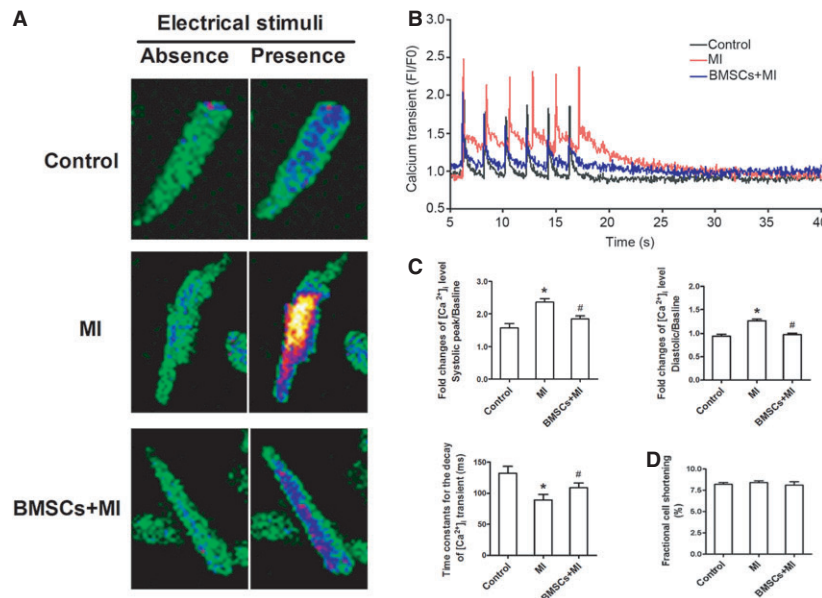 A
Electrical stimuli
Absence Presence
Control
MI
BMSCs+MI
B
Calcium transient (FI/F0)
3.0
2.5
2.0
1.5
1.0
0.5
5 10 15 20 25 30 35 40
Time (s)
Control
MI
BMSCs+MI
C
Fold changes of [Ca2+]i level
Systolic peak/Basline
3.0
2.0
1.0
0.0
*
#
Control
MI
BMSCs+MI
Fold changes of [Ca2+]i level
Diastolic/Basline
2.0
1.5
1.0
0.5
0.0
*
#
Control
MI
BMSCs+MI
Time constants for the decay
of [Ca2+]i transient (ms)
150
100
50
0
*
#
Control
MI
BMSCs+MI
D
Fractional cell shortening
(%)
10.0
7.5
5.0
2.5
0.0
Control
MI
BMSCs+MI